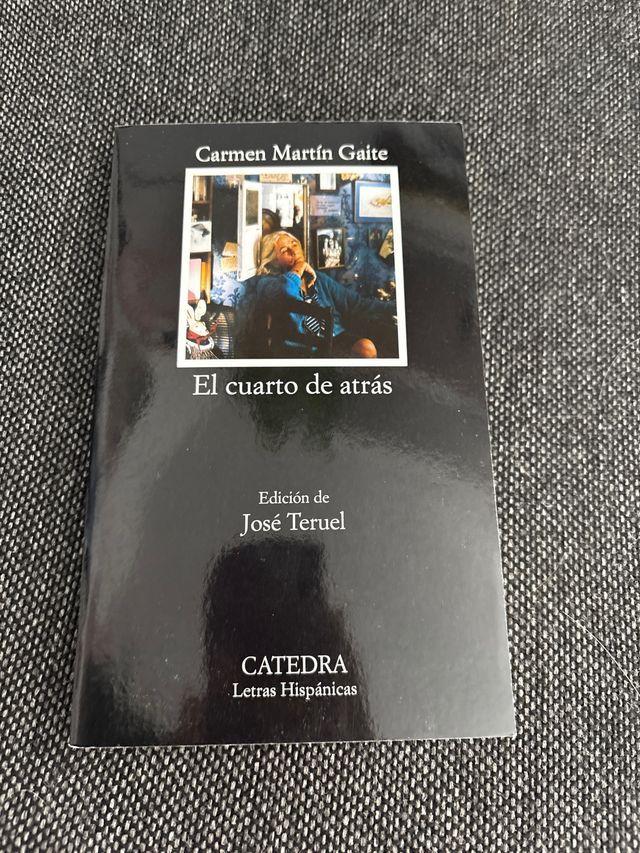 Carmen Martín Gaite
El cuarto de atrás
Edición de
José Teruel
CATEDRA
Letras Hispánicas